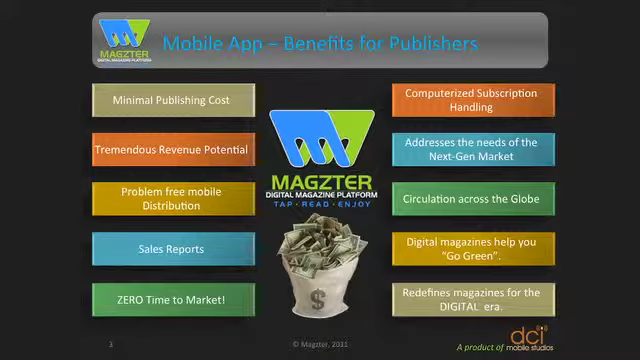 MAGZTER
DIGITAL MAGAZINE PLATFORM
Mobile App – Benefits for Publishers
Minimal Publishing Cost
Tremendous Revenue Potential
Problem free mobile
Distribution
Sales Reports
ZERO Time to Market!
MAGZTER
DIGITAL MAGAZINE PLATFORM
TAP · READ · ENJOY
$
Computerized Subscription
Handling
Addresses the needs of the
Next-Gen Market
Circulation across the Globe
Digital magazines help you
“Go Green”.
Redefines magazines for the
DIGITAL era.
3
© Magzter, 2011
A product of
dci
mobile studios